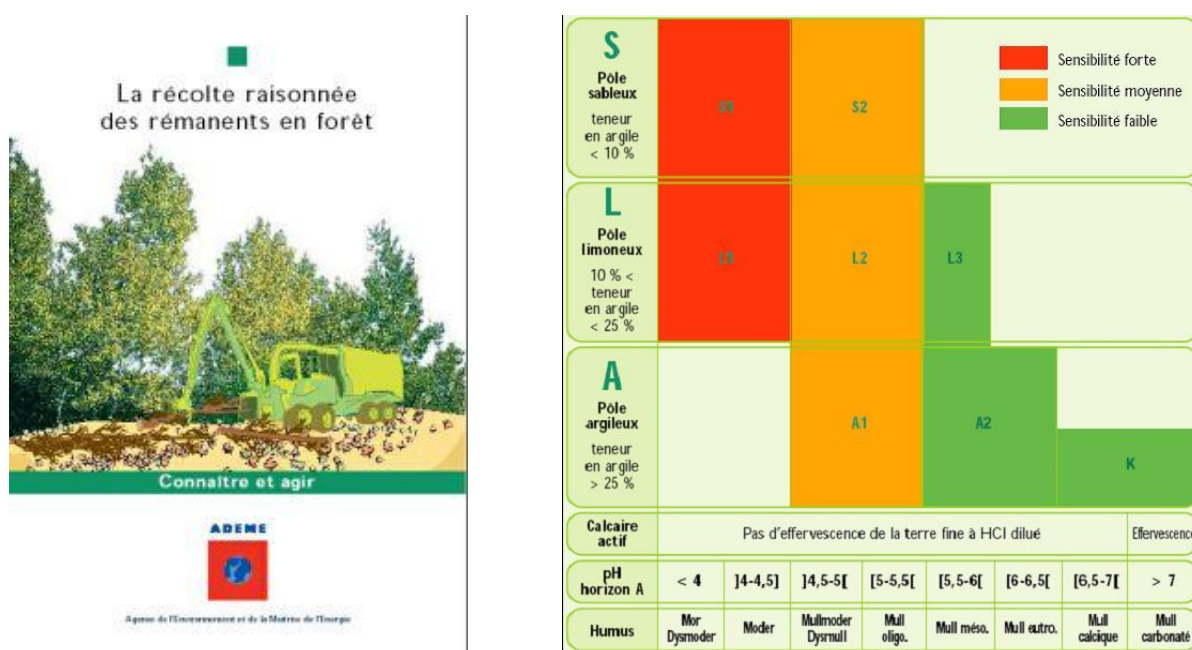 La récolte raisonnée
des rémanents en forêt
Connaître et agir
ADEME
Agence de l'Environnement et de la Maîtrise de l'Energie
S
Pôle
sableux
teneur
en argile
< 10 %
S1
S2
Sensibilité forte
Sensibilité moyenne
Sensibilité faible
L
Pôle
limoneux
10 % <
teneur
en argile
< 25 %
L1
L2
L3
A
Pôle
argileux
teneur
en argile
> 25 %
A1
A2
K
Calcaire
actif
Pas d'effervescence de la terre fine à HCl dilué
Effervescence
pH
horizon A
< 4
]4-4,5]
]4,5-5[
[5-5,5[
[5,5-6[
[6-6,5[
[6,5-7[
> 7
Humus
Mor
Dysmoder
Moder
Mullmoder
Dysmull
Mull
oligo.
Mull méso.
Mull eutro.
Mull
calcique
Mull
carbonaté